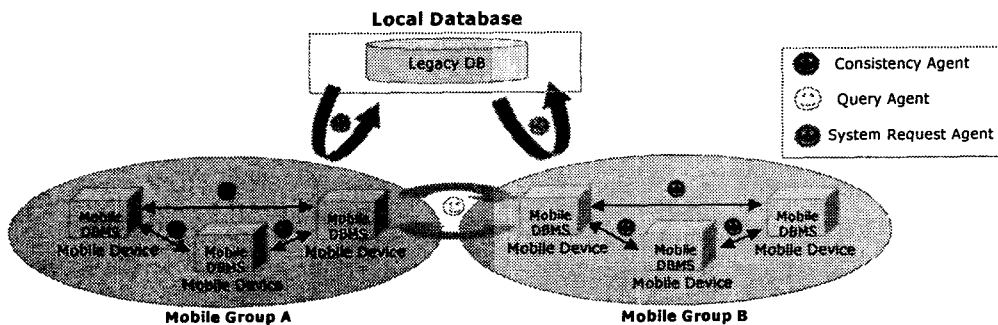 Local Database
Legacy DB
Consistency Agent
Query Agent
System Request Agent
Mobile
DBMS
Mobile Device
Mobile
DBMS
Mobile Device
Mobile
DBMS
Mobile Device
Mobile
DBMS
Mobile Device
Mobile
DBMS
Mobile Device
Mobile
DBMS
Mobile Device
Mobile Group A
Mobile Group B